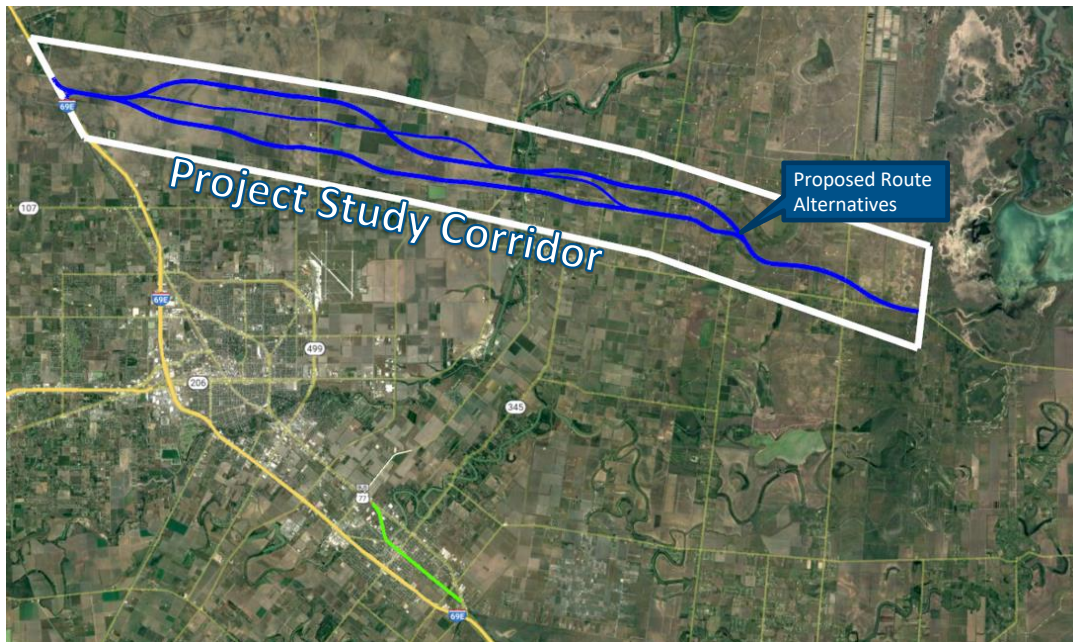 69E
Proposed Route
Alternatives
Project Study Corridor
107
69E
499
206
345
77
69E